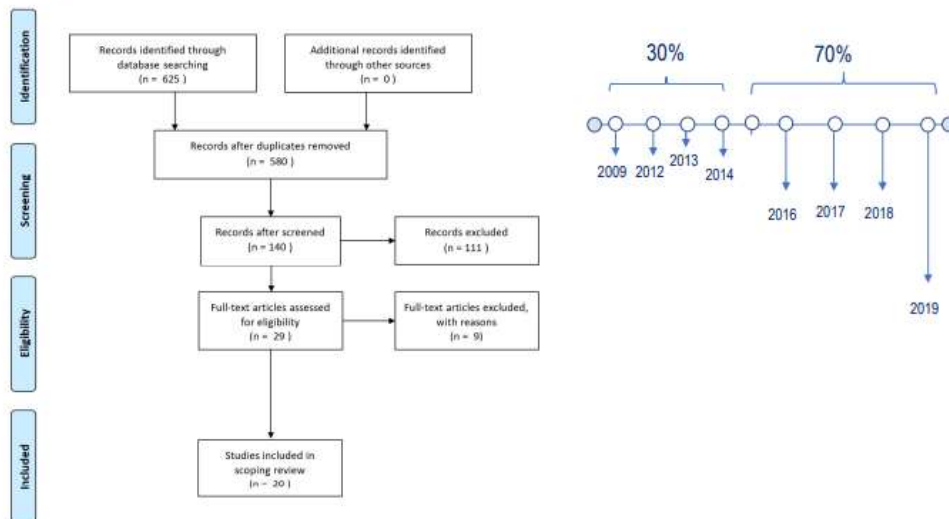 Identification
Records identified through
database searching
(n = 625 )
Additional records identified
through other sources
(n = 0 )
Records after duplicates removed
(n = 580 )
Screening
Records after screened
(n =140 )
Records excluded
(n = 111 )
Eligibility
Full-text articles assessed
for eligibility
(n = 29 )
Full-text articles excluded,
with reasons
(n = 9)
Included
Studies included in
scoping review
(n = 20 )
30%
70%
2009
2012
2013
2014
2016
2017
2018
2019